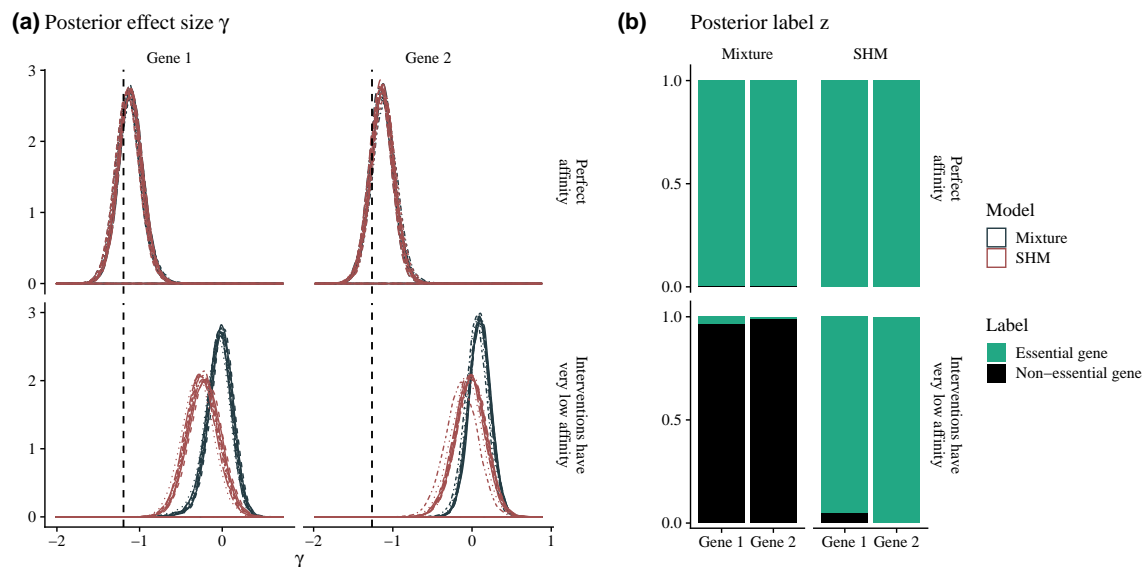 (a) Posterior effect size γ
Gene 1
Gene 2
3
2
1
0
Perfect
affinity
3
2
1
0
Interventions have
very low affinity
−2
−1
0
−2
−1
0
1
γ
(b) Posterior label z
Mixture
SHM
1.0
0.5
0.0
Perfect
affinity
1.0
0.5
0.0
Interventions have
very low affinity
Gene 1
Gene 2
Gene 1
Gene 2
Model
Mixture
SHM
Label
Essential gene
Non−essential gene